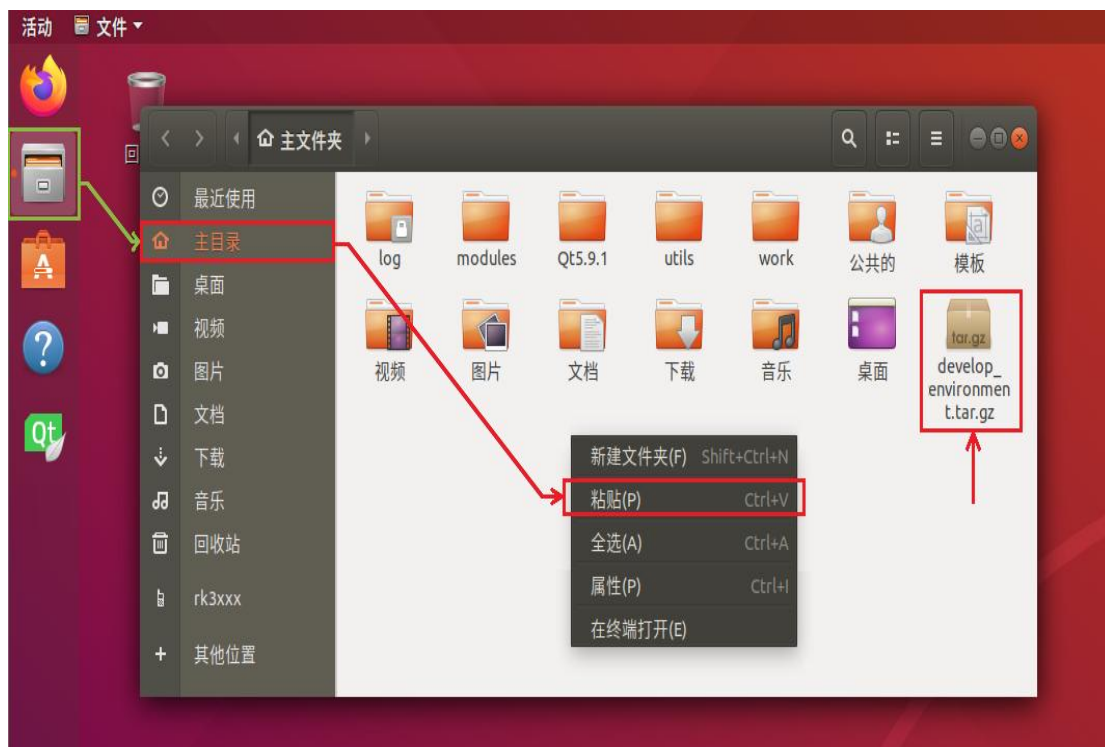 活动 文件
回
主文件夹
最近使用
主目录
桌面
视频
图片
文档
下载
音乐
回收站
rk3xxx
其他位置
log modules Qt5.9.1 utils work 公共的 模板
视频 图片 文档 下载 音乐 桌面
tar.gz
develop_
environmen
t.tar.gz
新建文件夹(F) Shift+Ctrl+N
粘贴(P) Ctrl+V
全选(A) Ctrl+A
属性(P) Ctrl+I
在终端打开(E)
Qt